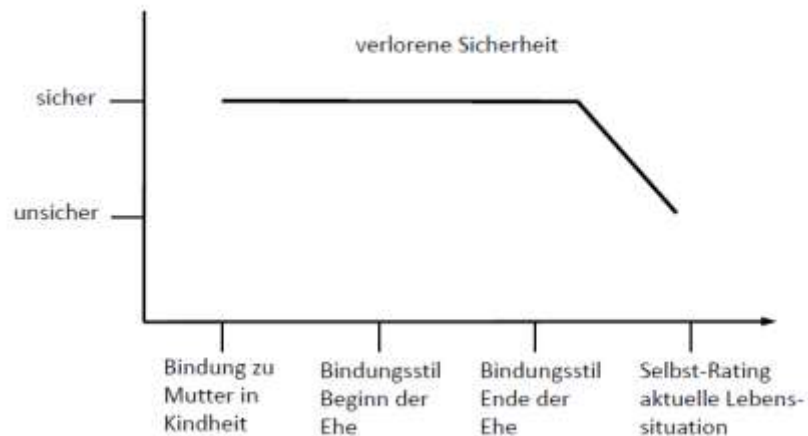 verlorene Sicherheit
sicher
unsicher
Bindung zu
Mutter in
Kindheit
Bindungsstil
Beginn der
Ehe
Bindungsstil
Ende der
Ehe
Selbst-Rating
aktuelle Lebens-
situation